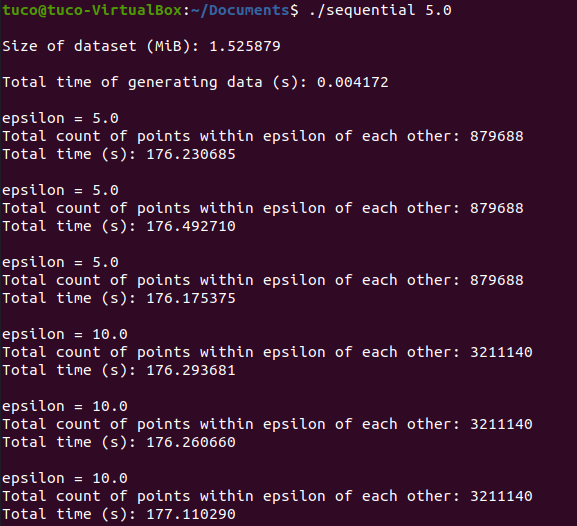 tuco@tuco-VirtualBox:~/Documents$ ./sequential 5.0
Size of dataset (MiB): 1.525879
Total time of generating data (s): 0.004172
epsilon = 5.0
Total count of points within epsilon of each other: 879688
Total time (s): 176.230685
epsilon = 5.0
Total count of points within epsilon of each other: 879688
Total time (s): 176.492710
epsilon = 5.0
Total count of points within epsilon of each other: 879688
Total time (s): 176.175375
epsilon = 10.0
Total count of points within epsilon of each other: 3211140
Total time (s): 176.293681
epsilon = 10.0
Total count of points within epsilon of each other: 3211140
Total time (s): 176.260660
epsilon = 10.0
Total count of points within epsilon of each other: 3211140
Total time (s): 177.110290